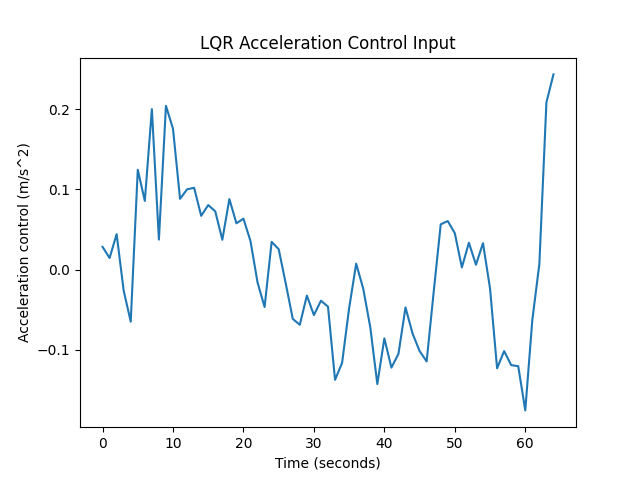 LQR Acceleration Control Input
0.2
0.1
0.0
−0.1
Acceleration control (m/s^2)
0 10 20 30 40 50 60
Time (seconds)